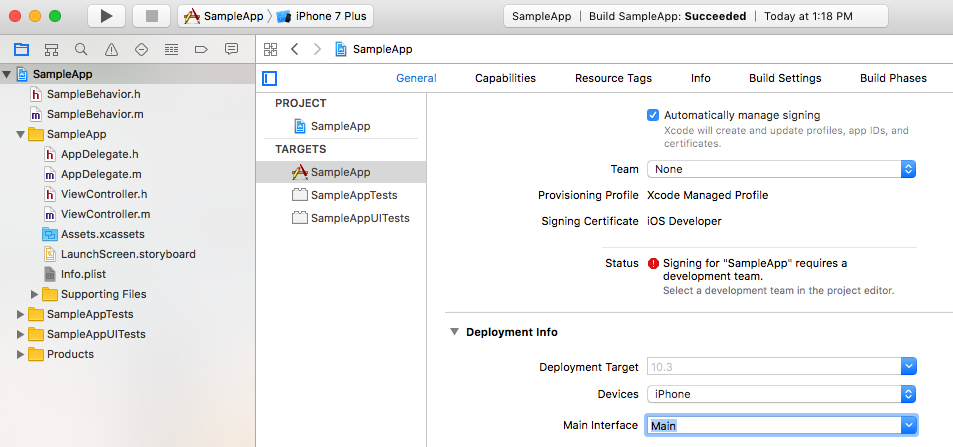 SampleApp
iPhone 7 Plus
SampleApp | Build SampleApp: Succeeded | Today at 1:18 PM
SampleApp
SampleBehavior.h
SampleBehavior.m
SampleApp
AppDelegate.h
AppDelegate.m
ViewController.h
ViewController.m
Assets.xcassets
LaunchScreen.storyboard
Info.plist
Supporting Files
SampleAppTests
SampleAppUITests
Products
SampleApp
General
Capabilities
Resource Tags
Info
Build Settings
Build Phases
PROJECT
SampleApp
TARGETS
SampleApp
SampleAppTests
SampleAppUITests
Automatically manage signing
Xcode will create and update profiles, app IDs, and
certificates.
Team None
Provisioning Profile Xcode Managed Profile
Signing Certificate iOS Developer
Status Signing for "SampleApp" requires a
development team.
Select a development team in the project editor.
Deployment Info
Deployment Target 10.3
Devices iPhone
Main Interface Main